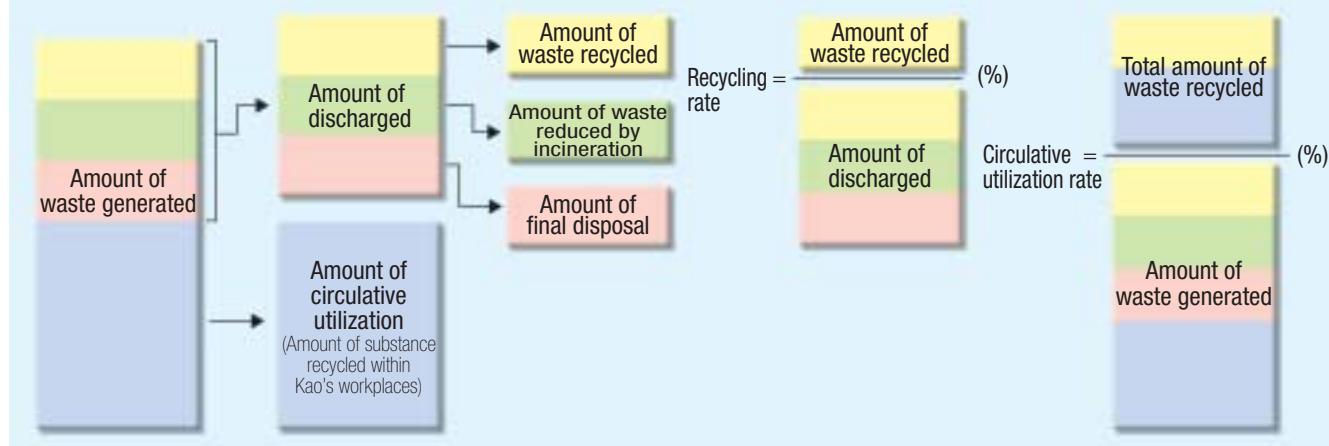 Amount of
waste generated
Amount of
discharged
Amount of
circulative
utilization
(Amount of substance
recycled within
Kao's workplaces)
Amount of
waste recycled
Amount of waste
reduced by
incineration
Amount of
final disposal
Recycling =
rate
Amount of
waste recycled
(%)
Amount of
discharged
Circulative =
utilization rate
Total amount of
waste recycled
(%)
Amount of
waste generated